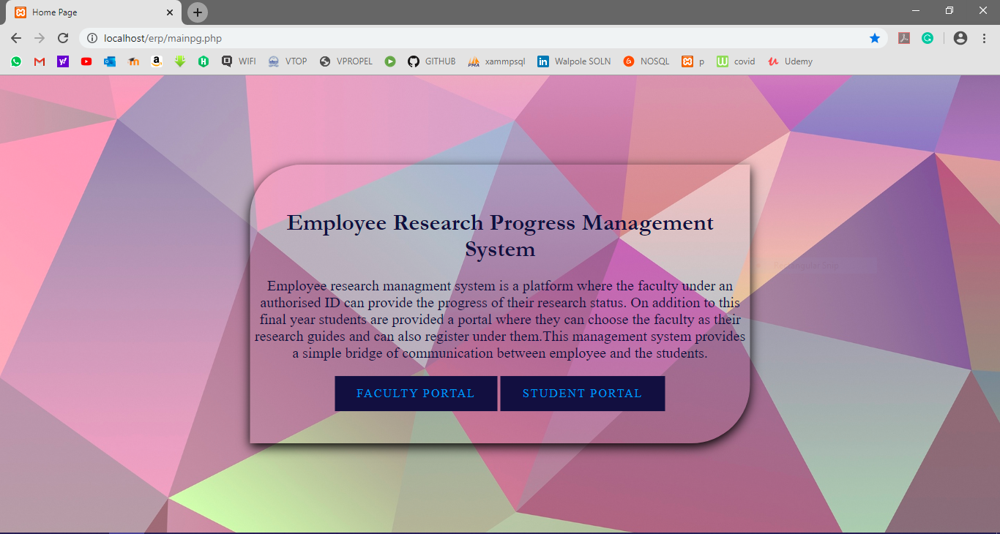 Home Page
localhost/erp/mainpg.php
WIFI VTOP VPROPEL GITHUB xammpsql Walpole SOLN NOSQL p covid Udemy
Employee Research Progress Management
System
Employee research managment system is a platform where the faculty under an
authorised ID can provide the progress of their research status. On addition to this
final year students are provided a portal where they can choose the faculty as their
research guides and can also register under them.This management system provides
a simple bridge of communication between employee and the students.
FACULTY PORTAL STUDENT PORTAL